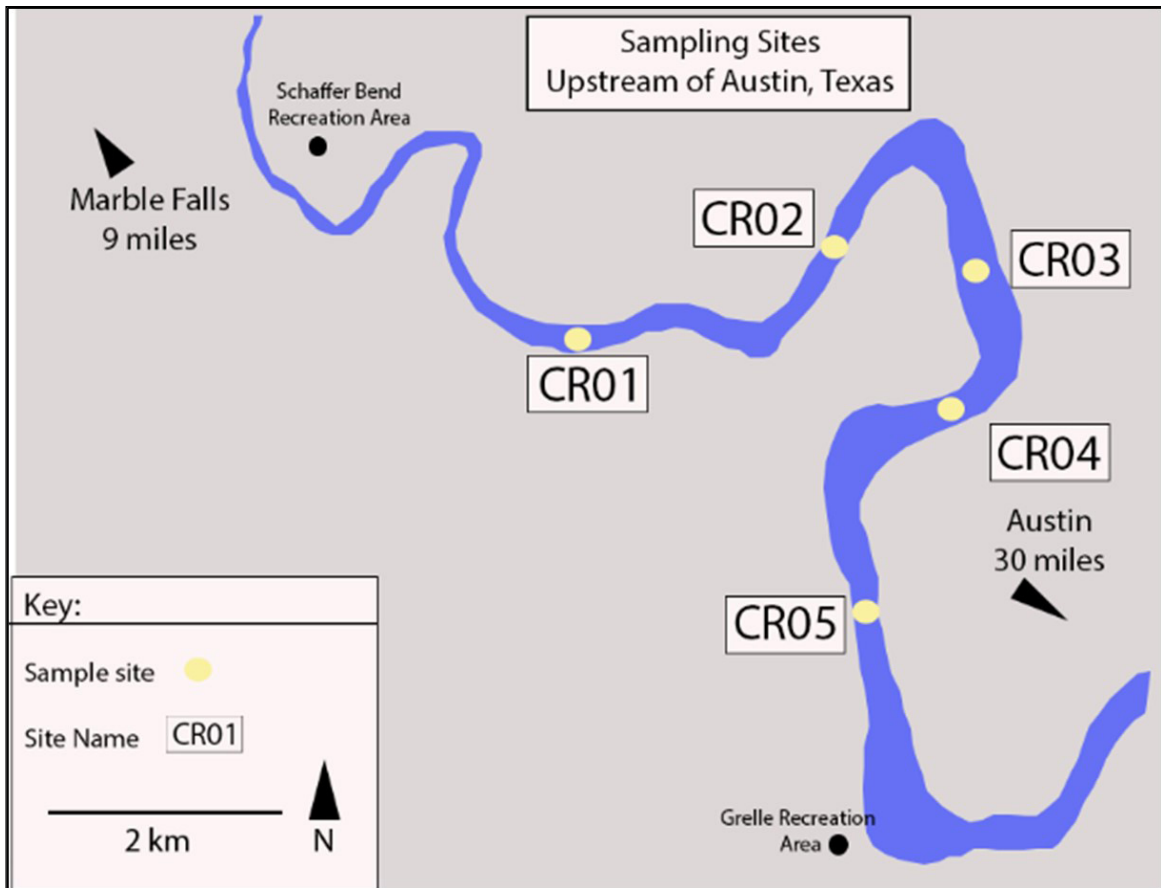 Sampling Sites
Upstream of Austin, Texas
Schaffer Bend
Recreation Area
Marble Falls
9 miles
CR02
CR03
CR01
CR04
Austin
30 miles
CR05
Key:
Sample site
Site Name CR01
2 km
N
Grelle Recreation
Area